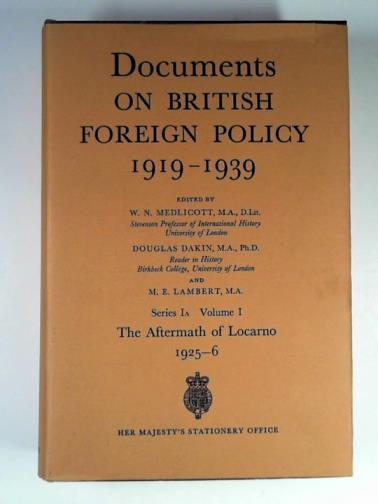 Documents
ON BRITISH
FOREIGN POLICY
1919–1939
EDITED BY
W. N. MEDLICOTT, M.A., D.Lit.
Stevenson Professor of International History
University of London
DOUGLAS DAKIN, M.A., Ph.D.
Reader in History
Birkbeck College, University of London
AND
M. E. LAMBERT, M.A.
Series IA Volume I
The Aftermath of Locarno
1925–6
HER MAJESTY'S STATIONERY OFFICE